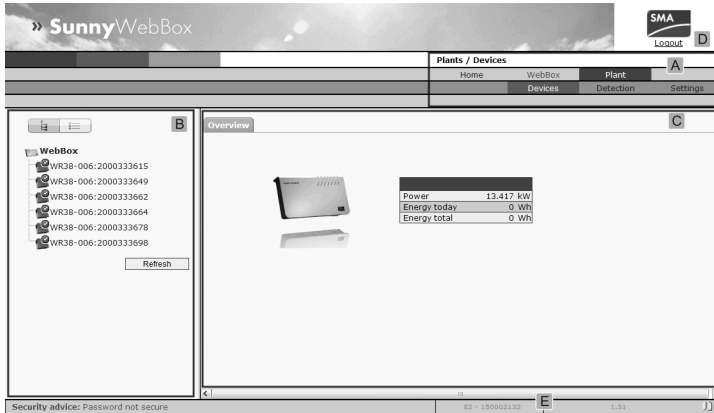 » SunnyWebBox
SMA
Logout
D
Plants / Devices
A
Home WebBox Plant
Devices Detection Settings
B
Overview
C
WebBox
WR38-006:2000333615
WR38-006:2000333649
WR38-006:2000333662
WR38-006:2000333664
WR38-006:2000333678
WR38-006:2000333698
Refresh
Power 13.417 kW
Energy today 0 Wh
Energy total 0 Wh
Security advice: Password not secure
E2 - 150002132
E
1.51